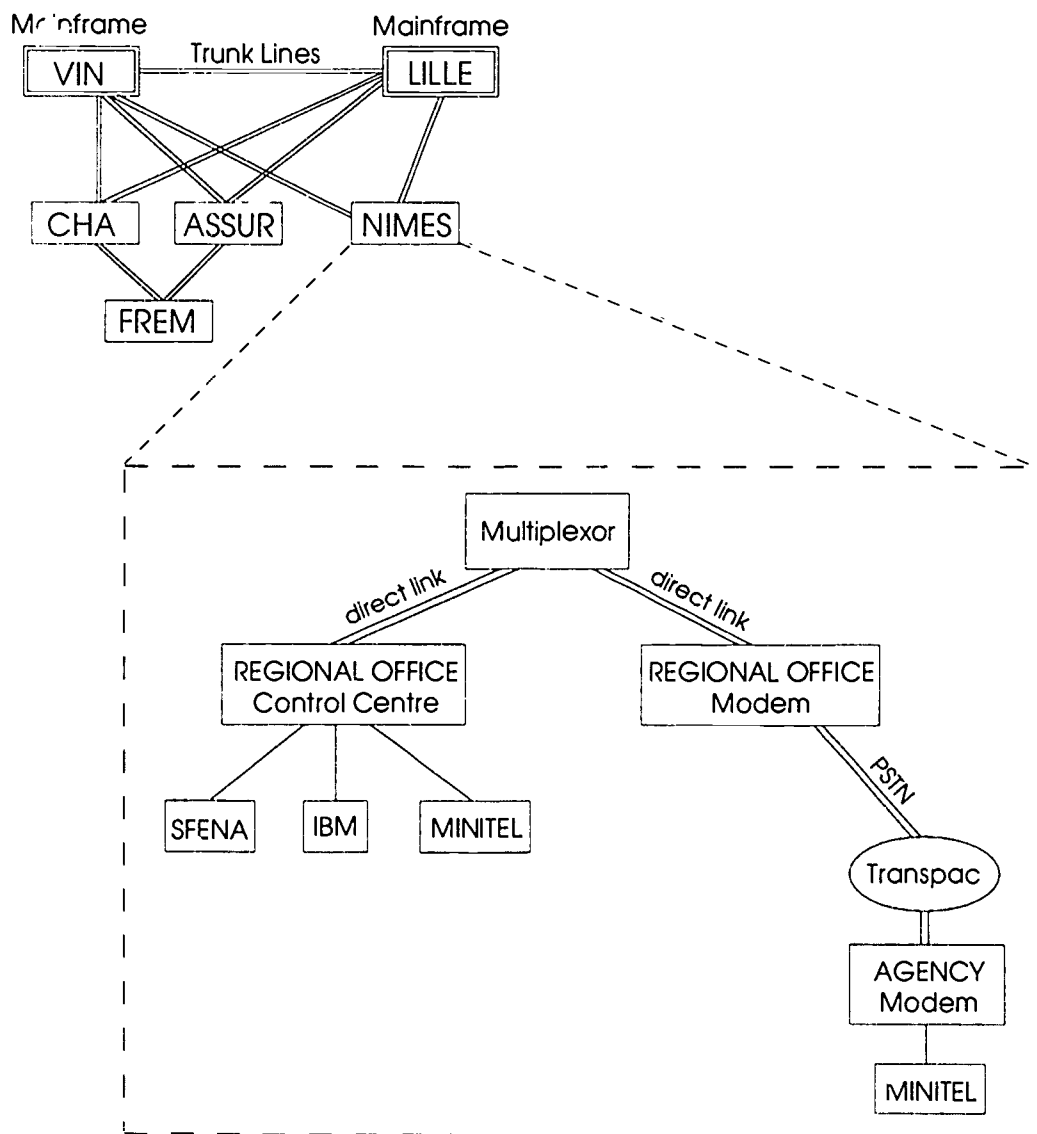 Mainframe
Mainframe
Trunk Lines
VIN
LILLE
CHA
ASSUR
NIMES
FREM
Multiplexor
direct link
direct link
REGIONAL OFFICE
Control Centre
REGIONAL OFFICE
Modem
PSTN
SFENA
IBM
MINITEL
Transpac
AGENCY
Modem
MINITEL